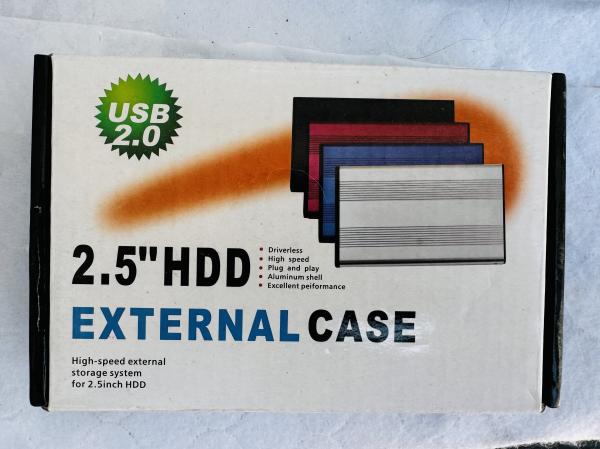 USB
2.0
2.5"HDD
Driverless
High speed
Plug and play
Aluminum shell
Excellent peiformance
EXTERNAL CASE
High-speed external
storage system
for 2.5inch HDD